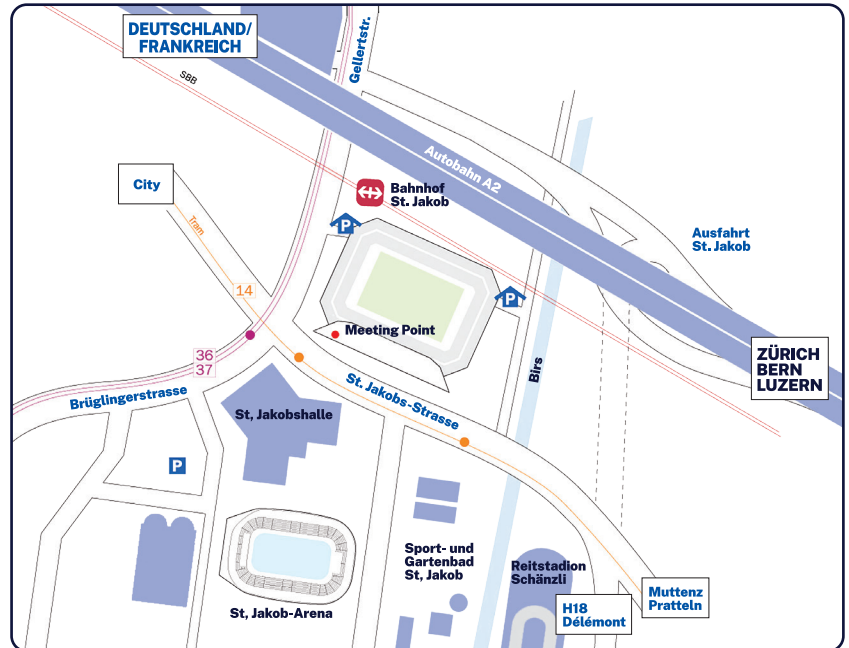 DEUTSCHLAND/
FRANKREICH
Gellertstr.
SBB
Autobahn A2
City
Bahnhof
St. Jakob
Tram
P
Ausfahrt
St. Jakob
14
P
Meeting Point
36
37
ZÜRICH
BERN
LUZERN
Birs
St. Jakobs-Strasse
Brüglingerstrasse
St, Jakobshalle
P
Sport- und
Gartenbad
St, Jakob
Reitstadion
Schänzli
St, Jakob-Arena
H18
Délémont
Muttenz
Pratteln